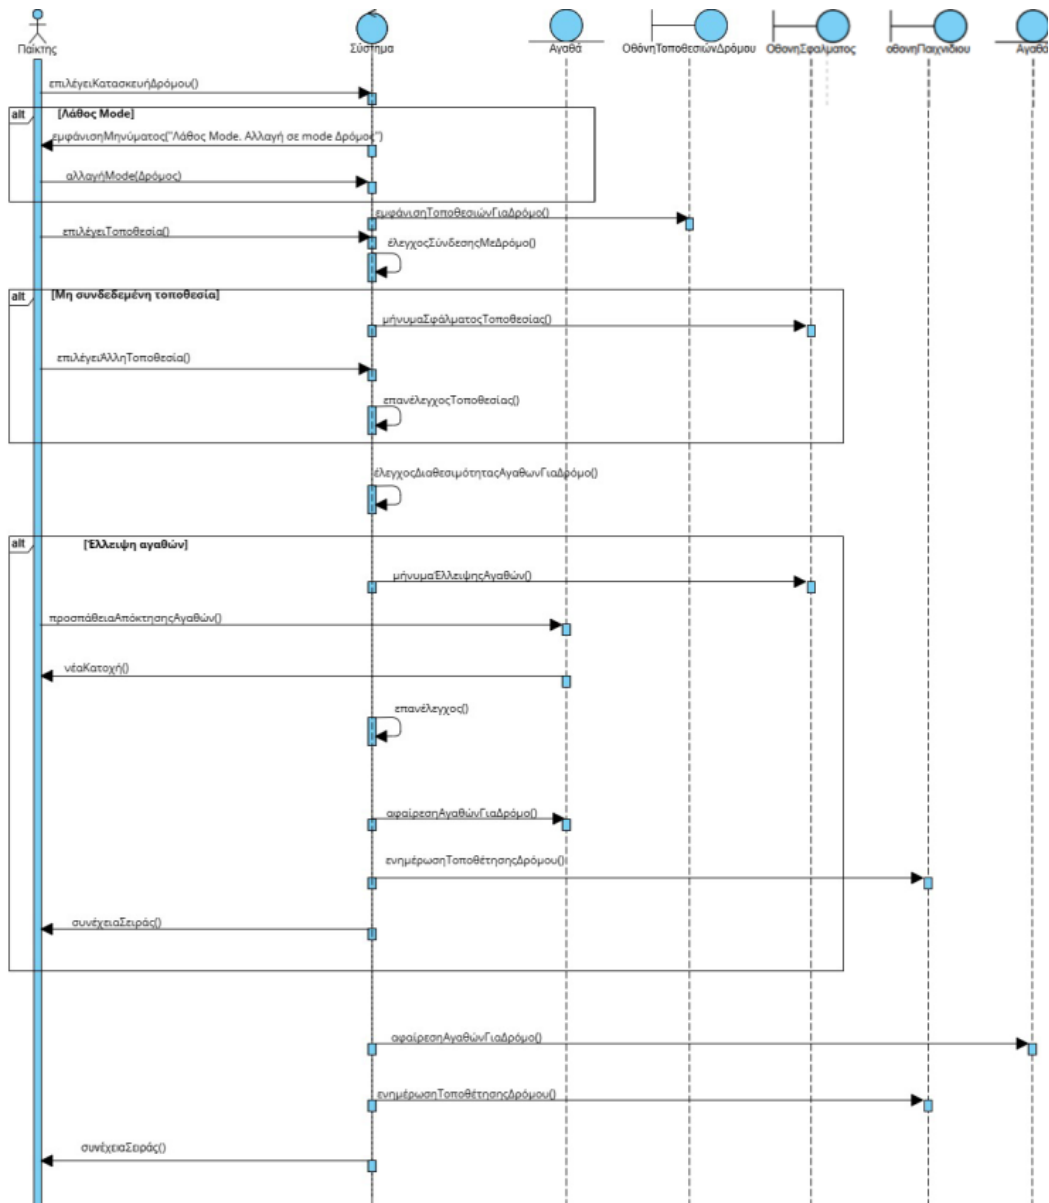 Παίκτης
Σύστημα
Αγαθά
ΟθόνηΤοποθεσιώνΔρόμου
ΟθονηΣφαλματος
οθονηΠαιχνιδιου
Αγαθά
επιλέγειΚατασκευήΔρόμου()
alt
[Λάθος Mode]
εμφάνισηΜηνύματος("Λάθος Mode. Αλλαγή σε mode Δρόμος")
αλλαγήMode(Δρόμος)
εμφάνισηΤοποθεσιώνΓιαΔρόμο()
επιλέγειΤοποθεσία()
έλεγχοςΣύνδεσηςΜεΔρόμο()
alt
[Μη συνδεδεμένη τοποθεσία]
μήνυμαΣφάλματοςΤοποθεσίας()
επιλέγειΆλληΤοποθεσία()
επανέλεγχοςΤοποθεσίας()
έλεγχοςΔιαθεσιμότηταςΑγαθωνΓιαΔρόμο()
alt
[Έλλειψη αγαθών]
μήνυμαΈλλειψηςΑγαθών()
προσπάθειαΑπόκτησηςΑγαθών()
νέαΚατοχή()
επανέλεγχος()
αφαίρεσηΑγαθώνΓιαΔρόμο()
ενημέρωσηΤοποθέτησηςΔρόμου()
συνέχειαΣειράς()
αφαίρεσηΑγαθώνΓιαΔρόμο()
ενημέρωσηΤοποθέτησηςΔρόμου()
συνέχειαΣειράς()